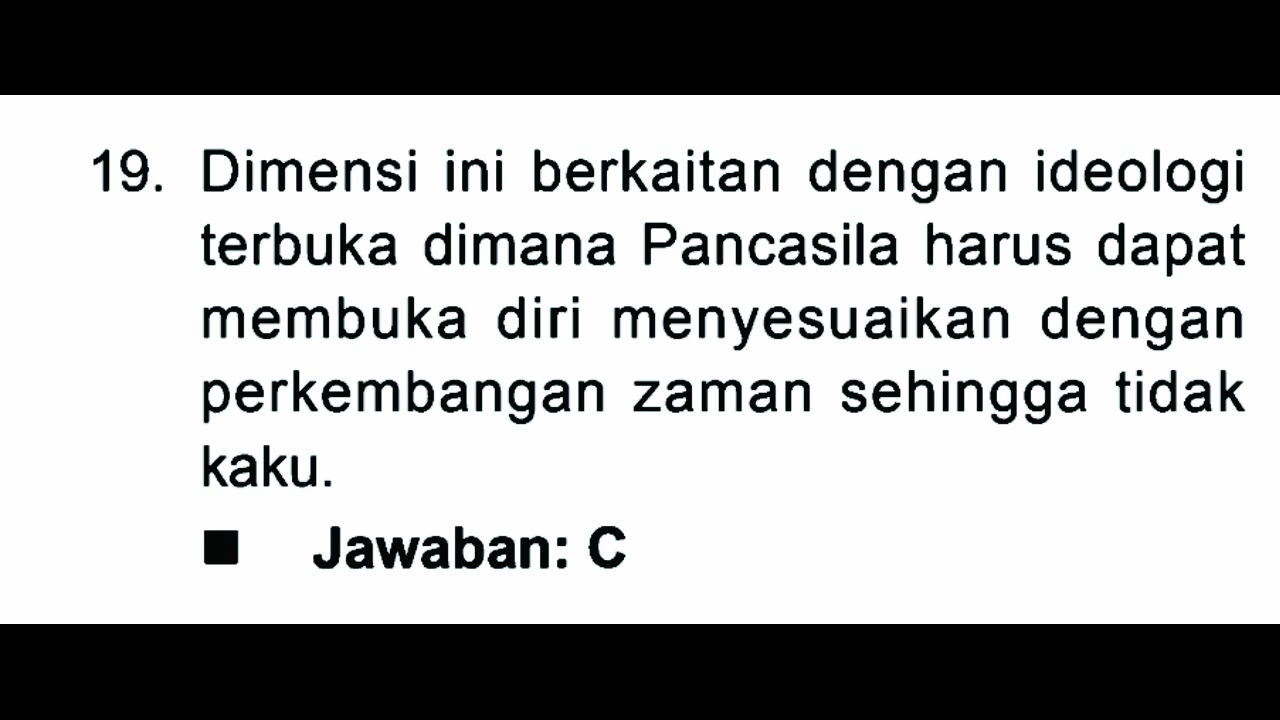 19. Dimensi ini berkaitan dengan ideologi
terbuka dimana Pancasila harus dapat
membuka diri menyesuaikan dengan
perkembangan zaman sehingga tidak
kaku.
■ Jawaban: C